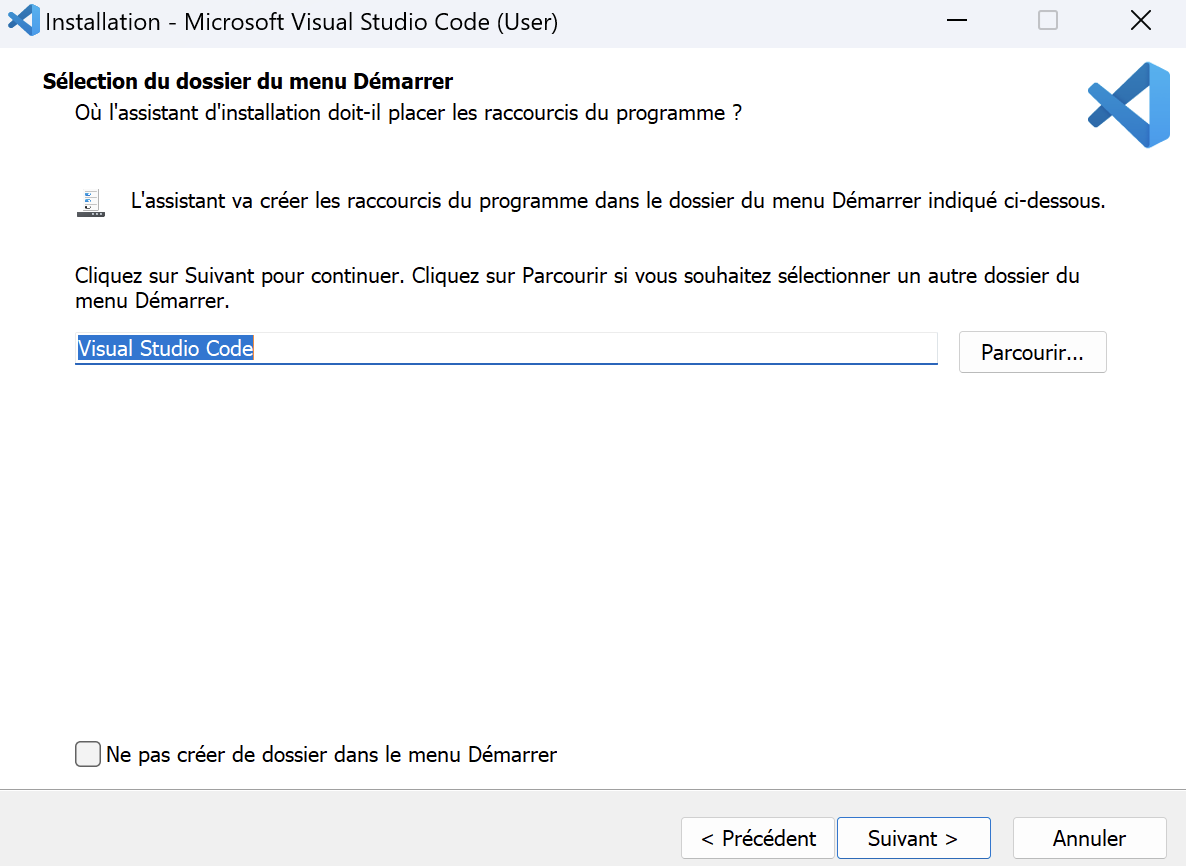 Installation - Microsoft Visual Studio Code (User)
Sélection du dossier du menu Démarrer
Où l'assistant d'installation doit-il placer les raccourcis du programme ?
L'assistant va créer les raccourcis du programme dans le dossier du menu Démarrer indiqué ci-dessous.
Cliquez sur Suivant pour continuer. Cliquez sur Parcourir si vous souhaitez sélectionner un autre dossier du
menu Démarrer.
Visual Studio Code
Parcourir...
Ne pas créer de dossier dans le menu Démarrer
< Précédent
Suivant >
Annuler